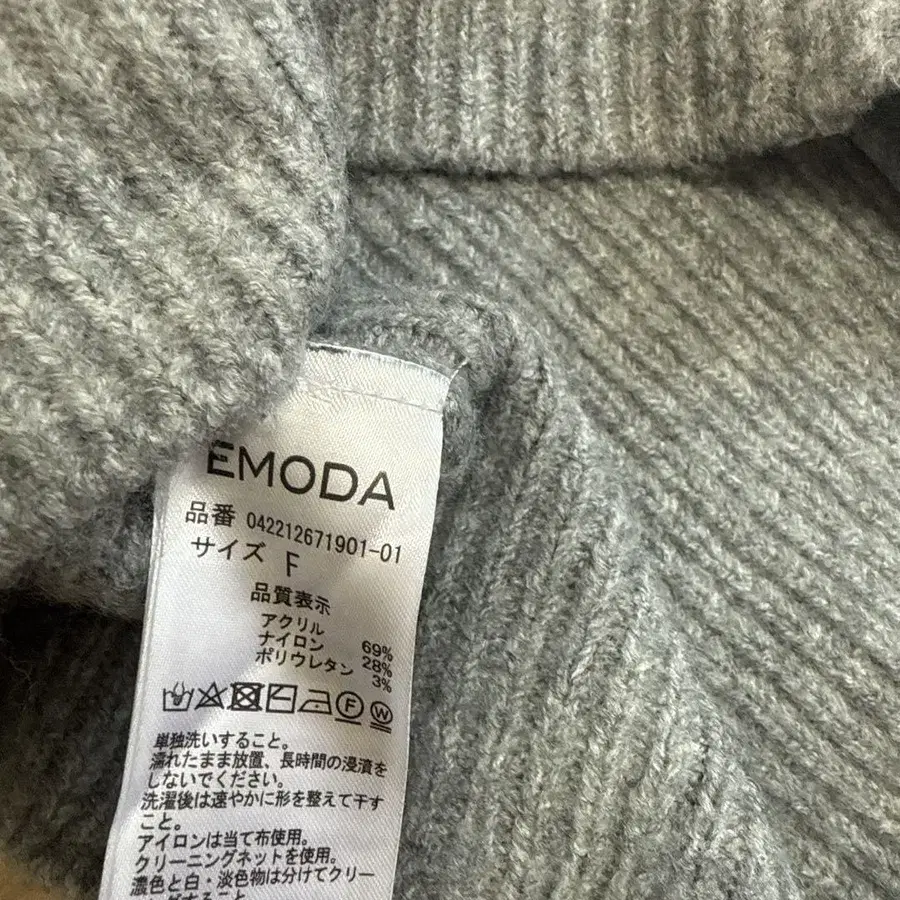 EMODA
品番 042212671901-01
サイズ F
品質表示
アクリル 69%
ナイロン 28%
ポリウレタン 3%
F W
単独洗いすること。
濡れたまま放置、長時間の浸漬を
しないでください。
洗濯後は速やかに形を整えて干す
こと。
アイロンは当て布使用。
クリーニングネットを使用。
濃色と白・淡色物は分けてクリー